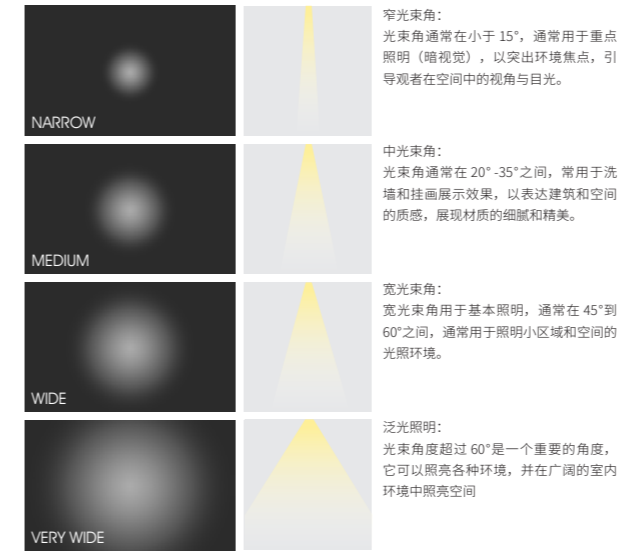 NARROW
窄光束角：
光束角通常在小于 15°，通常用于重点
照明（暗视觉），以突出环境焦点，引
导观者在空间中的视角与目光。
MEDIUM
中光束角：
光束角通常在 20° -35°之间，常用于洗
墙和挂画展示效果，以表达建筑和空间
的质感，展现材质的细腻和精美。
WIDE
宽光束角：
宽光束角用于基本照明，通常在 45°到
60°之间，通常用于照明小区域和空间的
光照环境。
VERY WIDE
泛光照明：
光束角度超过 60°是一个重要的角度，
它可以照亮各种环境，并在广阔的室内
环境中照亮空间